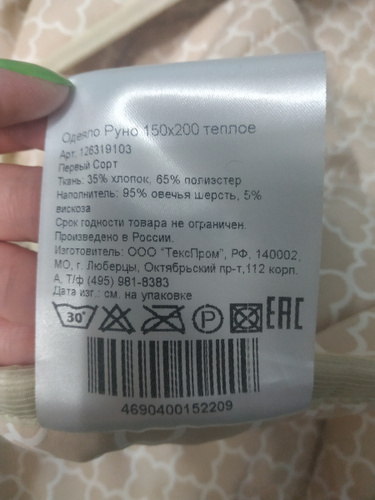 Одеяло Руно 150x200 теплое
Арт. 126319103
Первый Сорт
Ткань: 35% хлопок, 65% полиэстер
Наполнитель: 95% овечья шерсть, 5%
вискоза
Срок годности товара не ограничен.
Произведено в России.
Изготовитель: ООО "ТексПром", РФ, 140002,
МО, г. Люберцы, Октябрьский пр-т,112 корп.
А, Т/ф (495) 981-8383
Дата изг.: см. на упаковке
30° P EAC
4690400152209